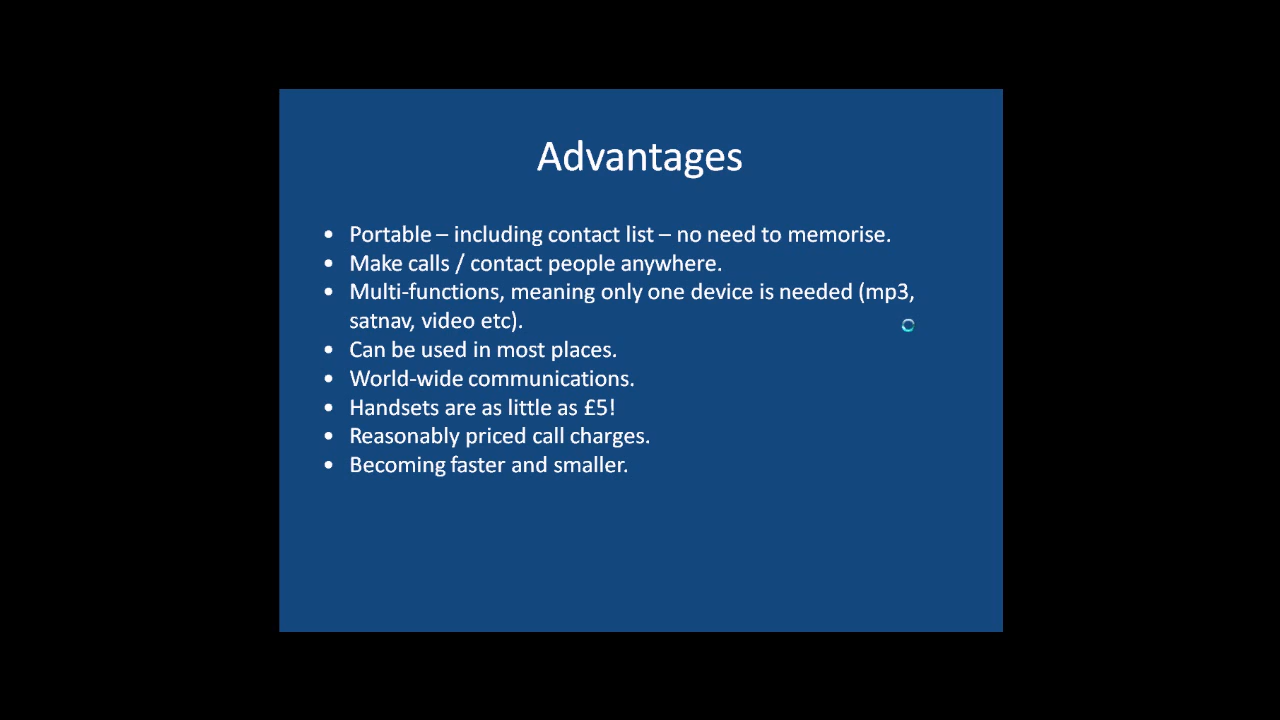 Advantages
• Portable – including contact list – no need to memorise.
• Make calls / contact people anywhere.
• Multi-functions, meaning only one device is needed (mp3,
satnav, video etc).
• Can be used in most places.
• World-wide communications.
• Handsets are as little as £5!
• Reasonably priced call charges.
• Becoming faster and smaller.